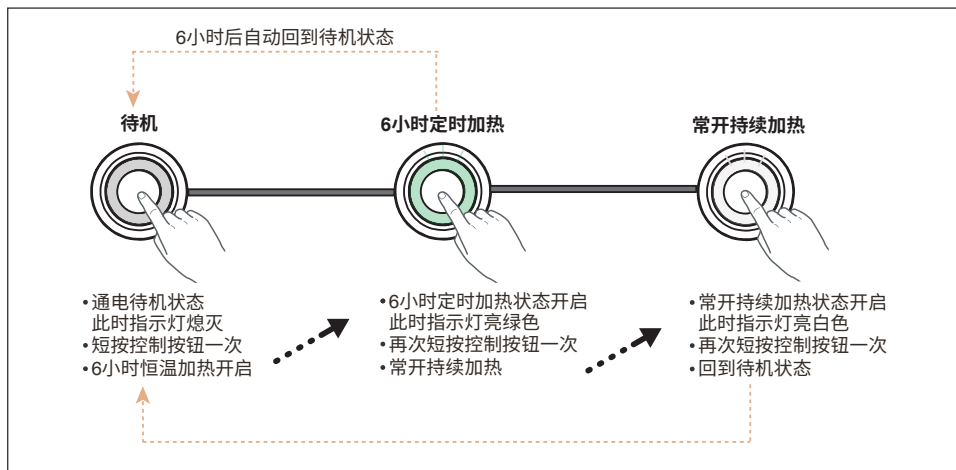 6小时后自动回到待机状态
待机
6小时定时加热
常开持续加热
•通电待机状态
此时指示灯熄灭
•短按控制按钮一次
•6小时恒温加热开启
•6小时定时加热状态开启
此时指示灯亮绿色
•再次短按控制按钮一次
•常开持续加热
•常开持续加热状态开启
此时指示灯亮白色
•再次短按控制按钮一次
•回到待机状态